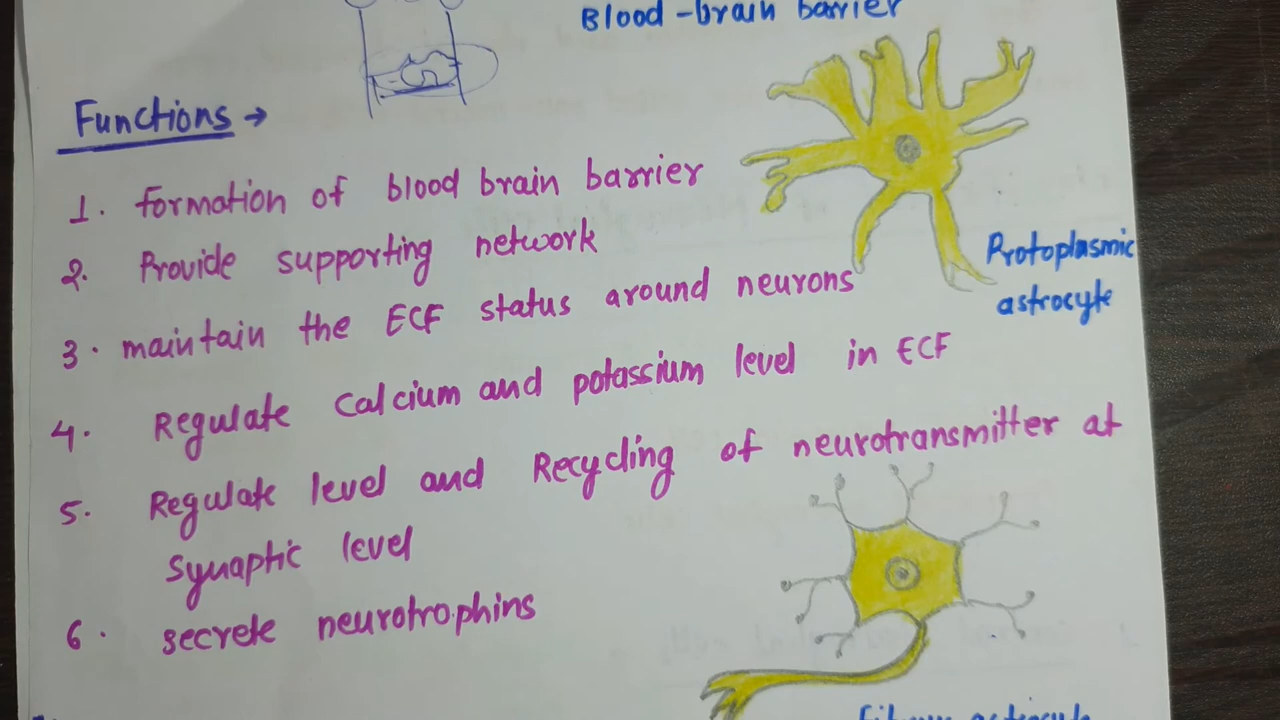 Blood-brain barrier
Functions →
1. formation of blood brain barrier
2. Provide supporting network
3. maintain the ECF status around neurons
Protoplasmic
astrocyte
4. Regulate Calcium and potassium level in ECF
5. Regulate level and Recycling of neurotransmitter at
synaptic level
6. secrete neurotrophins